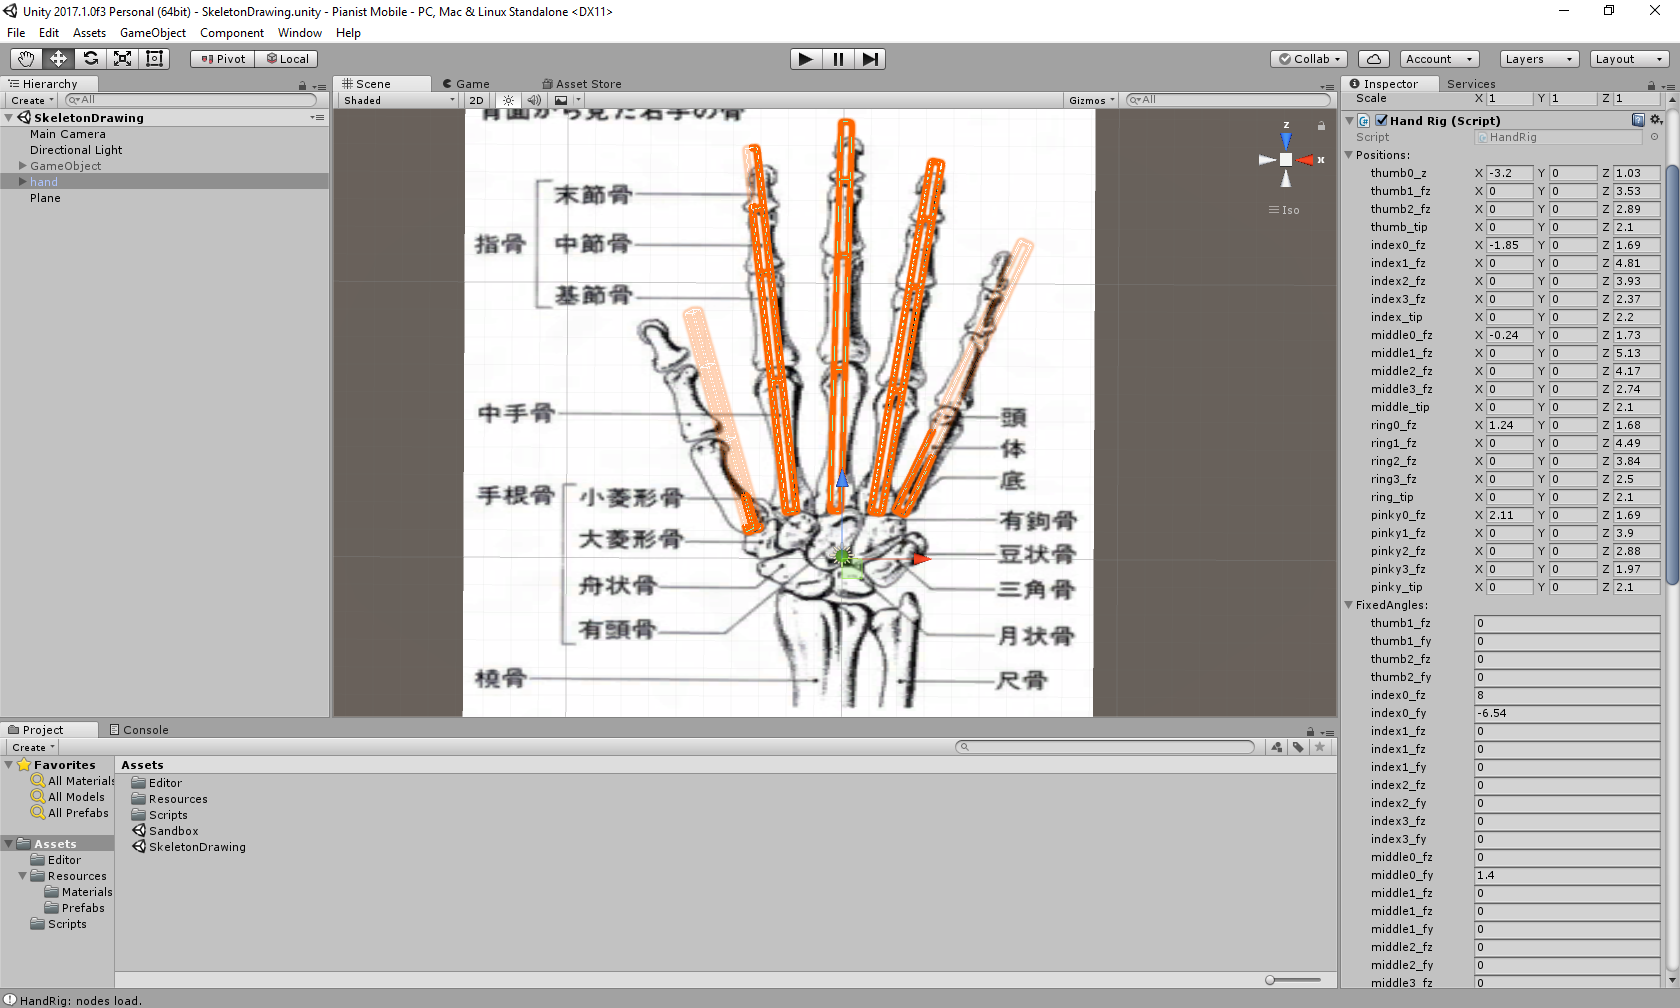 Unity 2017.1.0f3 Personal (64bit) - SkeletonDrawing.unity - Pianist Mobile - PC, Mac & Linux Standalone <DX11>
File Edit Assets GameObject Component Window Help
Pivot Local
Collab Account Layers Layout
Hierarchy
Create All
SkeletonDrawing
Main Camera
Directional Light
GameObject
hand
Plane
Scene Game Asset Store
Shaded 2D Gizmos All
背面から見た右手の骨
末節骨
指骨 中節骨
基節骨
中手骨
手根骨 小菱形骨
大菱形骨
舟状骨
有頭骨
橈骨
頭
体
底
有鉤骨
豆状骨
三角骨
月状骨
尺骨
z
x
Iso
Inspector Services
Scale X 1 Y 1 Z 1
Hand Rig (Script)
Script HandRig
Positions:
thumb0_z X -3.2 Y 0 Z 1.03
thumb1_fz X 0 Y 0 Z 3.53
thumb2_fz X 0 Y 0 Z 2.89
thumb_tip X 0 Y 0 Z 2.1
index0_fz X -1.85 Y 0 Z 1.69
index1_fz X 0 Y 0 Z 4.81
index2_fz X 0 Y 0 Z 3.93
index3_fz X 0 Y 0 Z 2.37
index_tip X 0 Y 0 Z 2.2
middle0_fz X -0.24 Y 0 Z 1.73
middle1_fz X 0 Y 0 Z 5.13
middle2_fz X 0 Y 0 Z 4.17
middle3_fz X 0 Y 0 Z 2.74
middle_tip X 0 Y 0 Z 2.1
ring0_fz X 1.24 Y 0 Z 1.68
ring1_fz X 0 Y 0 Z 4.49
ring2_fz X 0 Y 0 Z 3.84
ring3_fz X 0 Y 0 Z 2.5
ring_tip X 0 Y 0 Z 2.1
pinky0_fz X 2.11 Y 0 Z 1.69
pinky1_fz X 0 Y 0 Z 3.9
pinky2_fz X 0 Y 0 Z 2.88
pinky3_fz X 0 Y 0 Z 1.97
pinky_tip X 0 Y 0 Z 2.1
FixedAngles:
thumb1_fz 0
thumb1_fy 0
thumb2_fz 0
thumb2_fy 0
index0_fz 8
index0_fy -6.54
index1_fz 0
index1_fz 0
index1_fy 0
index2_fz 0
index2_fy 0
index3_fz 0
index3_fy 0
middle0_fz 0
middle0_fy 1.4
middle1_fz 0
middle1_fz 0
middle1_fy 0
middle2_fz 0
middle2_fy 0
middle3_fz 0
Project Console
Create
Favorites
All Materials
All Models
All Prefabs
Assets
Editor
Resources
Materials
Prefabs
Scripts
Assets
Editor
Resources
Scripts
Sandbox
SkeletonDrawing
HandRig: nodes load.